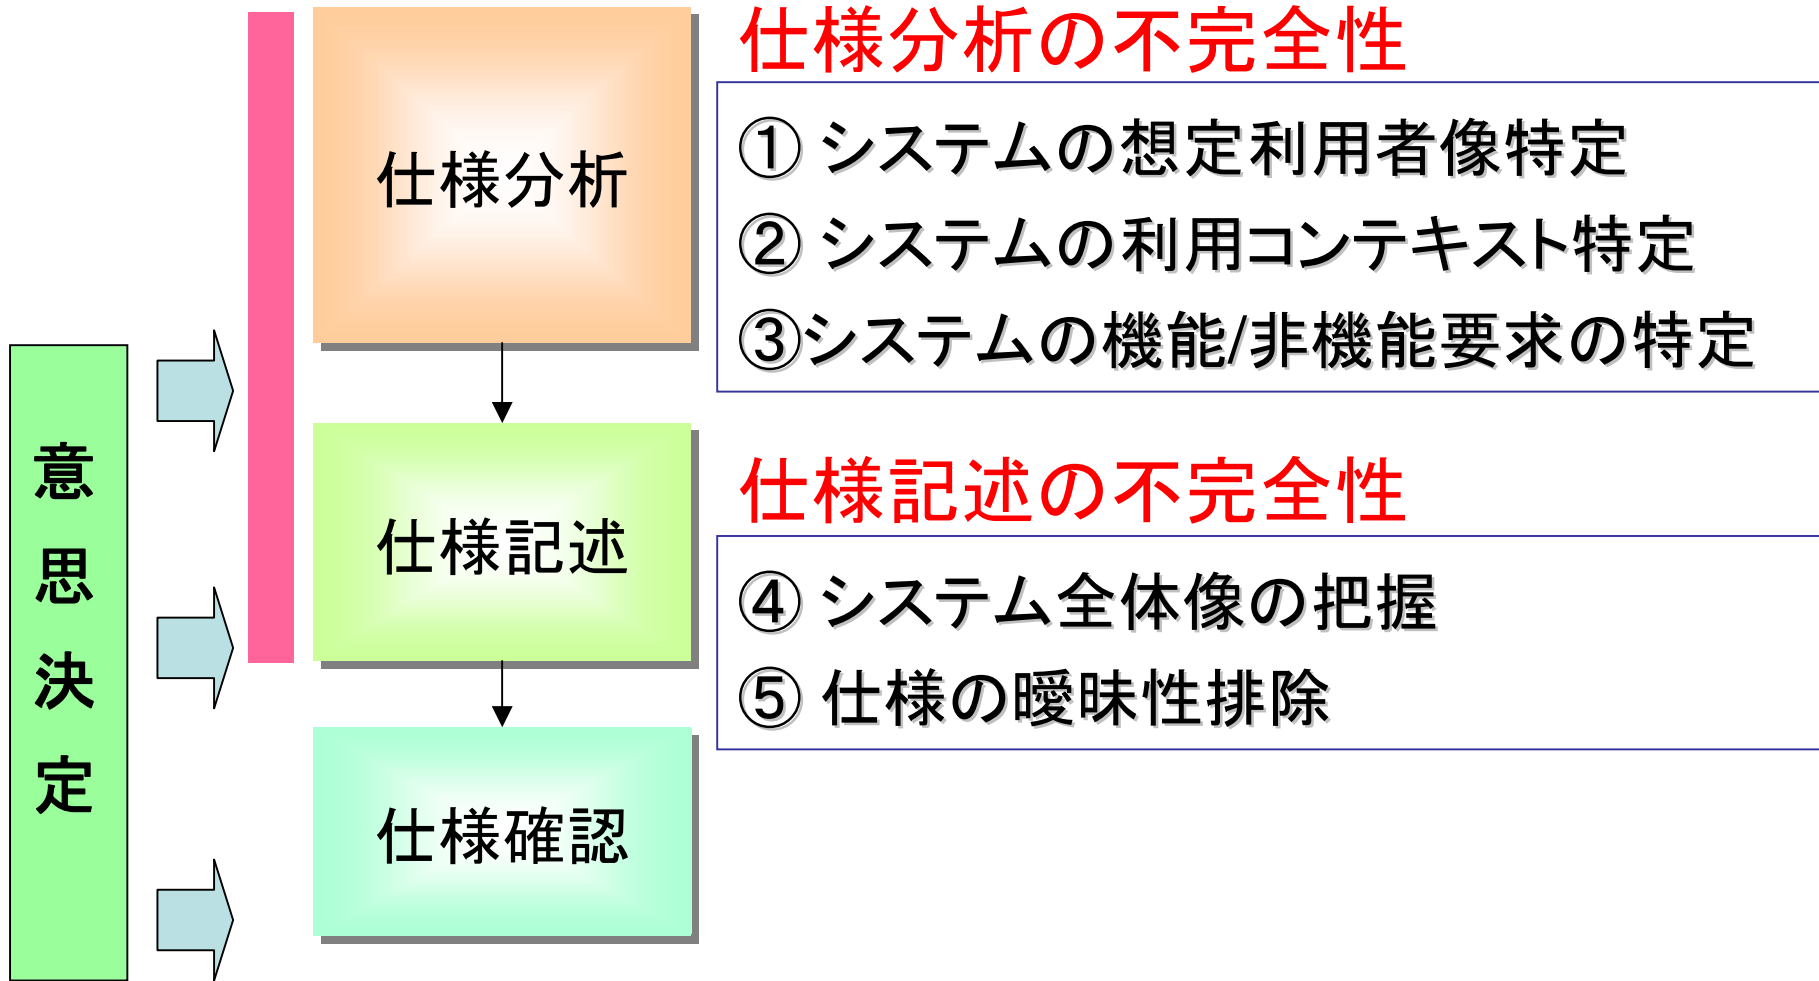 仕様分析の不完全性
① システムの想定利用者像特定
② システムの利用コンテキスト特定
③システムの機能/非機能要求の特定
仕様分析
意思決定
仕様記述の不完全性
仕様記述
④ システム全体像の把握
⑤ 仕様の曖昧性排除
仕様確認